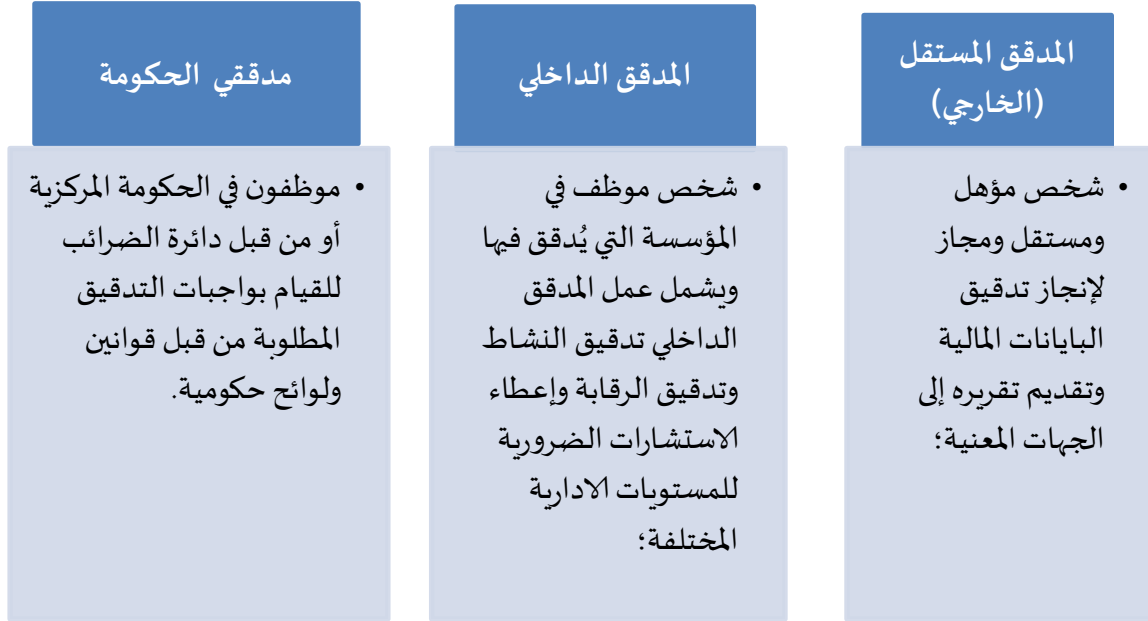 المدقق المستقل
(الخارجي)
• شخص مؤهل
ومستقل ومجاز
لإنجاز تدقيق
البايانات المالية
وتقديم تقريره إلى
الجهات المعنية؛
المدقق الداخلي
• شخص موظف في
المؤسسة التي يُدقق فيها
ويشمل عمل المدقق
الداخلي تدقيق النشاط
وتدقيق الرقابة وإعطاء
الاستشارات الضرورية
للمستويات الادارية
المختلفة؛
مدققي الحكومة
• موظفون في الحكومة المركزية
أو من قبل دائرة الضرائب
للقيام بواجبات التدقيق
المطلوبة من قبل قوانين
ولوائح حكومية.